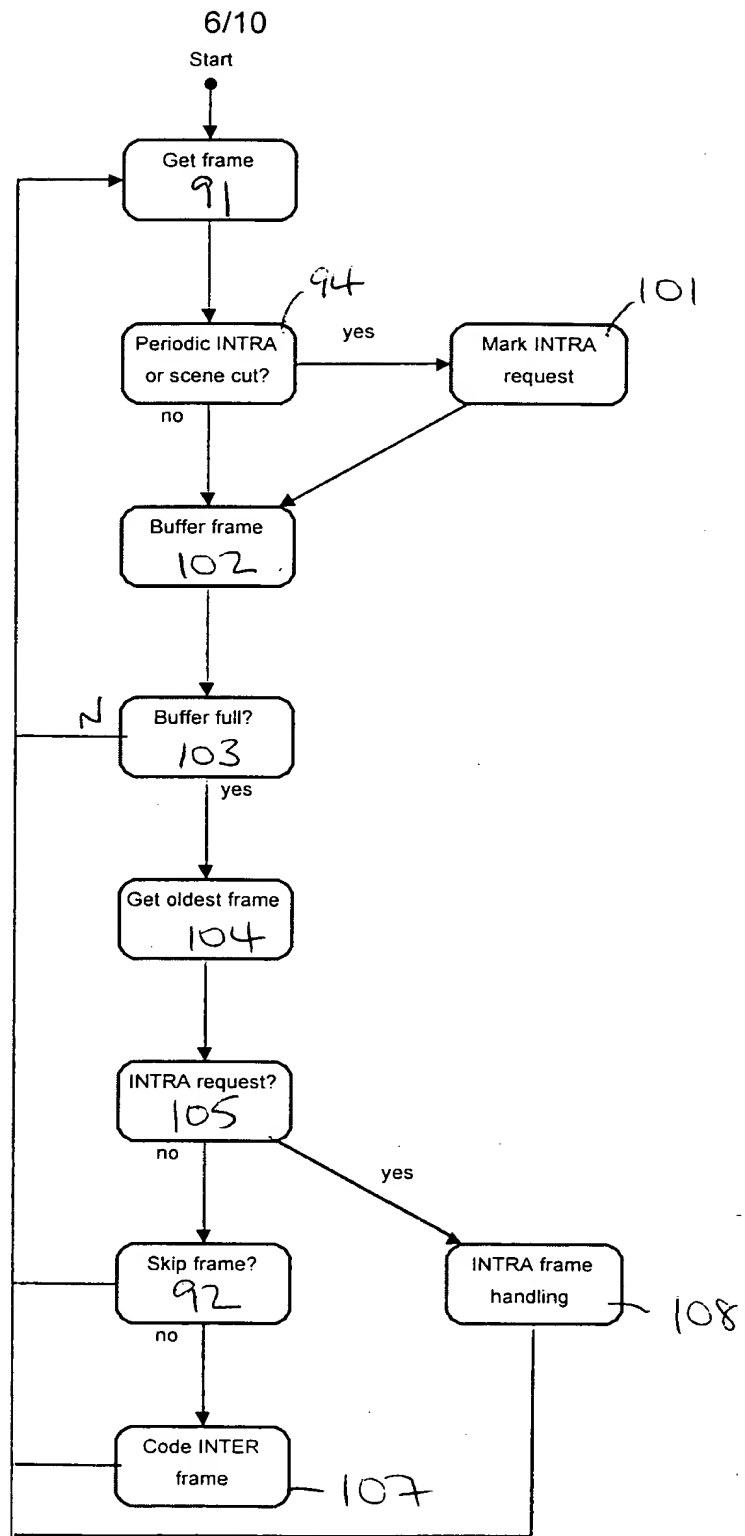 6/10
Start
Get frame
91
94
101
Periodic INTRA
or scene cut?
yes
Mark INTRA
request
no
Buffer frame
102
N
Buffer full?
103
yes
Get oldest frame
104
INTRA request?
105
no
yes
Skip frame?
92
INTRA frame
handling
108
no
Code INTER
frame
107